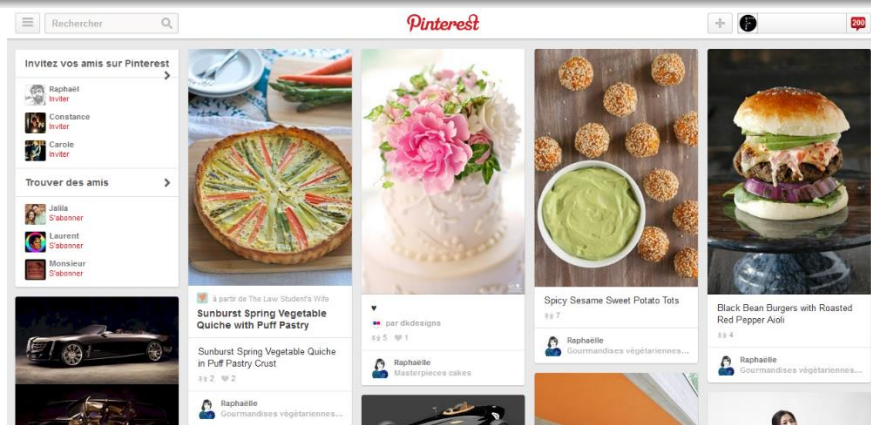 Rechercher
Pinterest
200
Invitez vos amis sur Pinterest
Raphaël
Inviter
Constance
Inviter
Carole
Inviter
Trouver des amis
Jalila
S'abonner
Laurent
S'abonner
Monsieur
S'abonner
à partir de The Law Student's Wife
Sunburst Spring Vegetable
Quiche with Puff Pastry
Sunburst Spring Vegetable Quiche
in Puff Pastry Crust
2 2
Raphaëlle
Gourmandises végétariennes...
par dkdesigns
5 1
Raphaëlle
Masterpieces cakes
Spicy Sesame Sweet Potato Tots
7
Raphaëlle
Gourmandises végétariennes...
Black Bean Burgers with Roasted
Red Pepper Aioli
4
Raphaëlle
Gourmandises végétariennes...